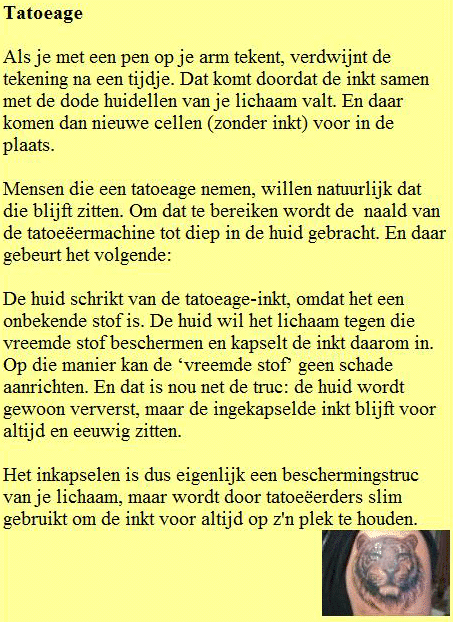 Tatoeage
Als je met een pen op je arm tekent, verdwijnt de
tekening na een tijdje. Dat komt doordat de inkt samen
met de dode huidellen van je lichaam valt. En daar
komen dan nieuwe cellen (zonder inkt) voor in de
plaats.
Mensen die een tatoeage nemen, willen natuurlijk dat
die blijft zitten. Om dat te bereiken wordt de  naald van
de tatoeëermachine tot diep in de huid gebracht. En daar
gebeurt het volgende:
De huid schrikt van de tatoeage-inkt, omdat het een
onbekende stof is. De huid wil het lichaam tegen die
vreemde stof beschermen en kapselt de inkt daarom in.
Op die manier kan de ‘vreemde stof’ geen schade
aanrichten. En dat is nou net de truc: de huid wordt
gewoon ververst, maar de ingekapselde inkt blijft voor
altijd en eeuwig zitten.
Het inkapselen is dus eigenlijk een beschermingstruc
van je lichaam, maar wordt door tatoeëerders slim
gebruikt om de inkt voor altijd op z'n plek te houden.